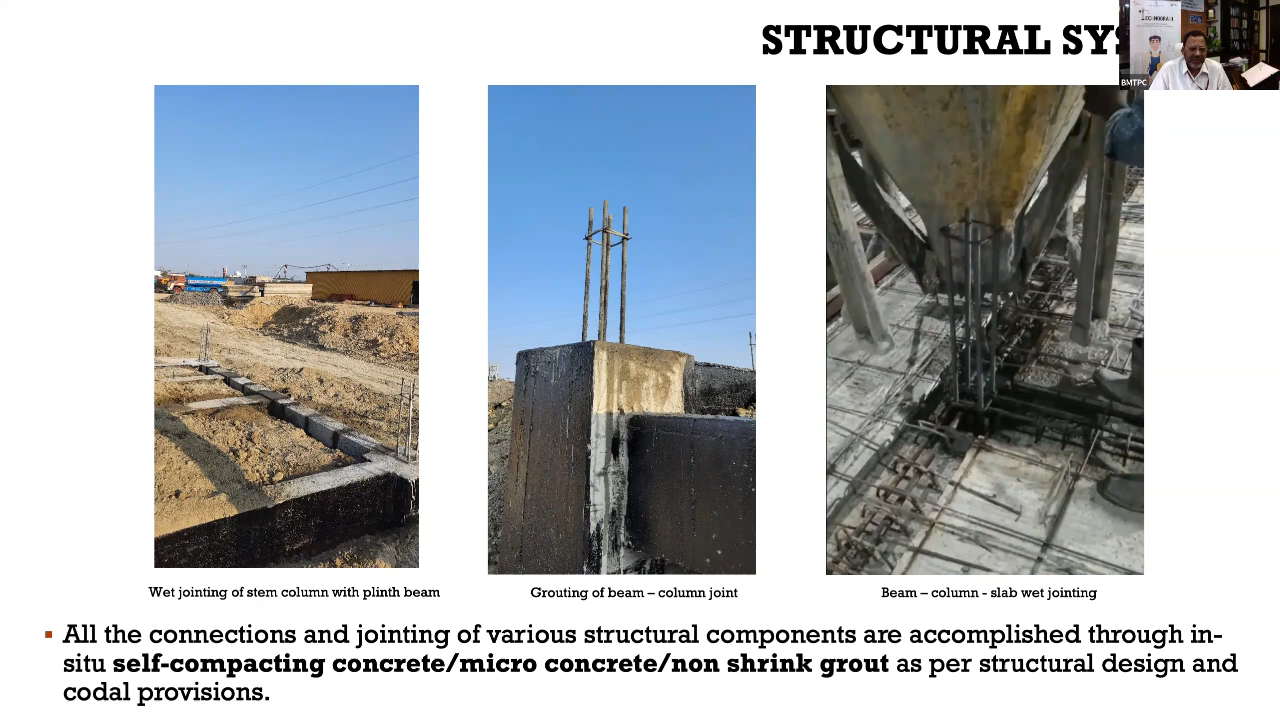 STRUCTURAL SYS
BMTPC
Wet jointing of stem column with plinth beam
Grouting of beam – column joint
Beam – column - slab wet jointing
▪ All the connections and jointing of various structural components are accomplished through in-
situ self-compacting concrete/micro concrete/non shrink grout as per structural design and
codal provisions.